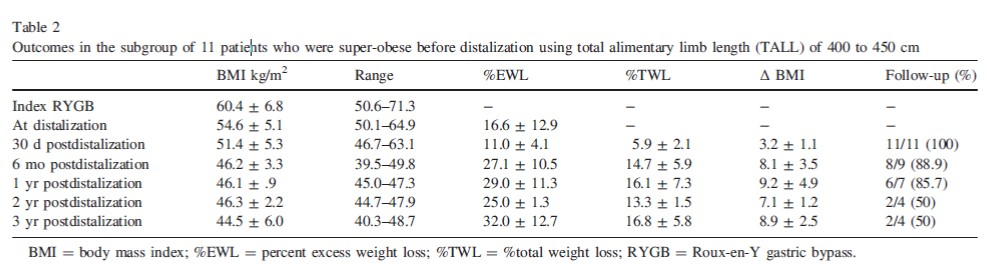 Table 2
Outcomes in the subgroup of 11 patients who were super-obese before distalization using total alimentary limb length (TALL) of 400 to 450 cm
BMI kg/m² Range %EWL %TWL Δ BMI Follow-up (%)
Index RYGB 60.4 ± 6.8 50.6–71.3 – – – –
At distalization 54.6 ± 5.1 50.1–64.9 16.6 ± 12.9 – – –
30 d postdistalization 51.4 ± 5.3 46.7–63.1 11.0 ± 4.1 5.9 ± 2.1 3.2 ± 1.1 11/11 (100)
6 mo postdistalization 46.2 ± 3.3 39.5–49.8 27.1 ± 10.5 14.7 ± 5.9 8.1 ± 3.5 8/9 (88.9)
1 yr postdistalization 46.1 ± .9 45.0–47.3 29.0 ± 11.3 16.1 ± 7.3 9.2 ± 4.9 6/7 (85.7)
2 yr postdistalization 46.3 ± 2.2 44.7–47.9 25.0 ± 1.3 13.3 ± 1.5 7.1 ± 1.2 2/4 (50)
3 yr postdistalization 44.5 ± 6.0 40.3–48.7 32.0 ± 12.7 16.8 ± 5.8 8.9 ± 2.5 2/4 (50)
BMI = body mass index; %EWL = percent excess weight loss; %TWL = %total weight loss; RYGB = Roux-en-Y gastric bypass.